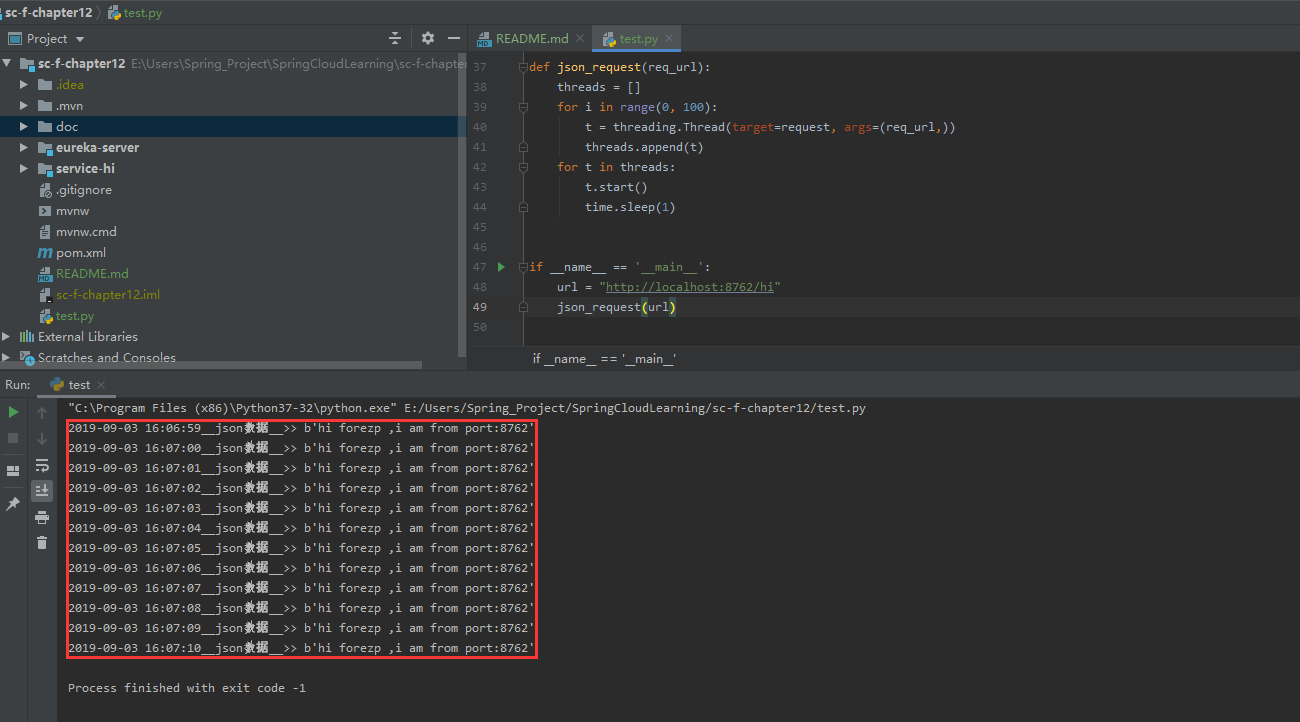 sc-f-chapter12 test.py
Project
README.md test.py
sc-f-chapter12 E:\Users\Spring_Project\SpringCloudLearning\sc-f-chapter
.idea
.mvn
doc
eureka-server
service-hi
.gitignore
mvnw
mvnw.cmd
pom.xml
README.md
sc-f-chapter12.iml
test.py
External Libraries
Scratches and Consoles
37 def json_request(req_url):
38 threads = []
39 for i in range(0, 100):
40 t = threading.Thread(target=request, args=(req_url,))
41 threads.append(t)
42 for t in threads:
43 t.start()
44 time.sleep(1)
45
46
47 if __name__ == '__main__':
48 url = "http://localhost:8762/hi"
49 json_request(url)
50
if __name__ == '__main__'
Run: test
"C:\Program Files (x86)\Python37-32\python.exe" E:/Users/Spring_Project/SpringCloudLearning/sc-f-chapter12/test.py
2019-09-03 16:06:59__json数据__>> b'hi forezp ,i am from port:8762'
2019-09-03 16:07:00__json数据__>> b'hi forezp ,i am from port:8762'
2019-09-03 16:07:01__json数据__>> b'hi forezp ,i am from port:8762'
2019-09-03 16:07:02__json数据__>> b'hi forezp ,i am from port:8762'
2019-09-03 16:07:03__json数据__>> b'hi forezp ,i am from port:8762'
2019-09-03 16:07:04__json数据__>> b'hi forezp ,i am from port:8762'
2019-09-03 16:07:05__json数据__>> b'hi forezp ,i am from port:8762'
2019-09-03 16:07:06__json数据__>> b'hi forezp ,i am from port:8762'
2019-09-03 16:07:07__json数据__>> b'hi forezp ,i am from port:8762'
2019-09-03 16:07:08__json数据__>> b'hi forezp ,i am from port:8762'
2019-09-03 16:07:09__json数据__>> b'hi forezp ,i am from port:8762'
2019-09-03 16:07:10__json数据__>> b'hi forezp ,i am from port:8762'
Process finished with exit code -1